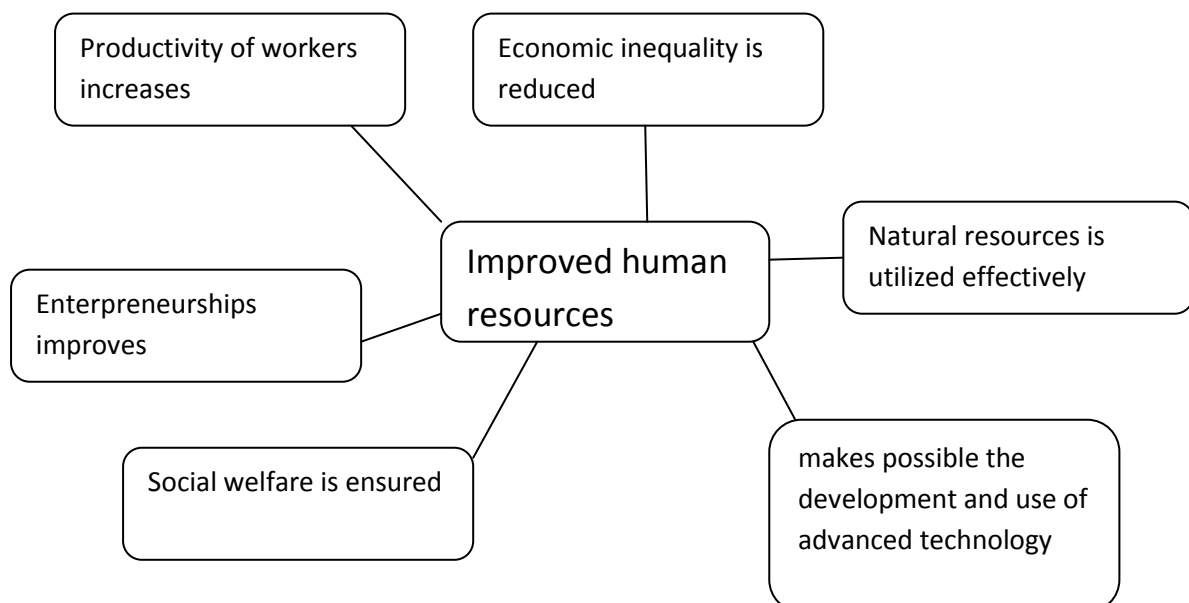 Productivity of workers
increases
Economic inequality is
reduced
Improved human
resources
Natural resources is
utilized effectively
Enterpreneurships
improves
Social welfare is ensured
makes possible the
development and use of
advanced technology